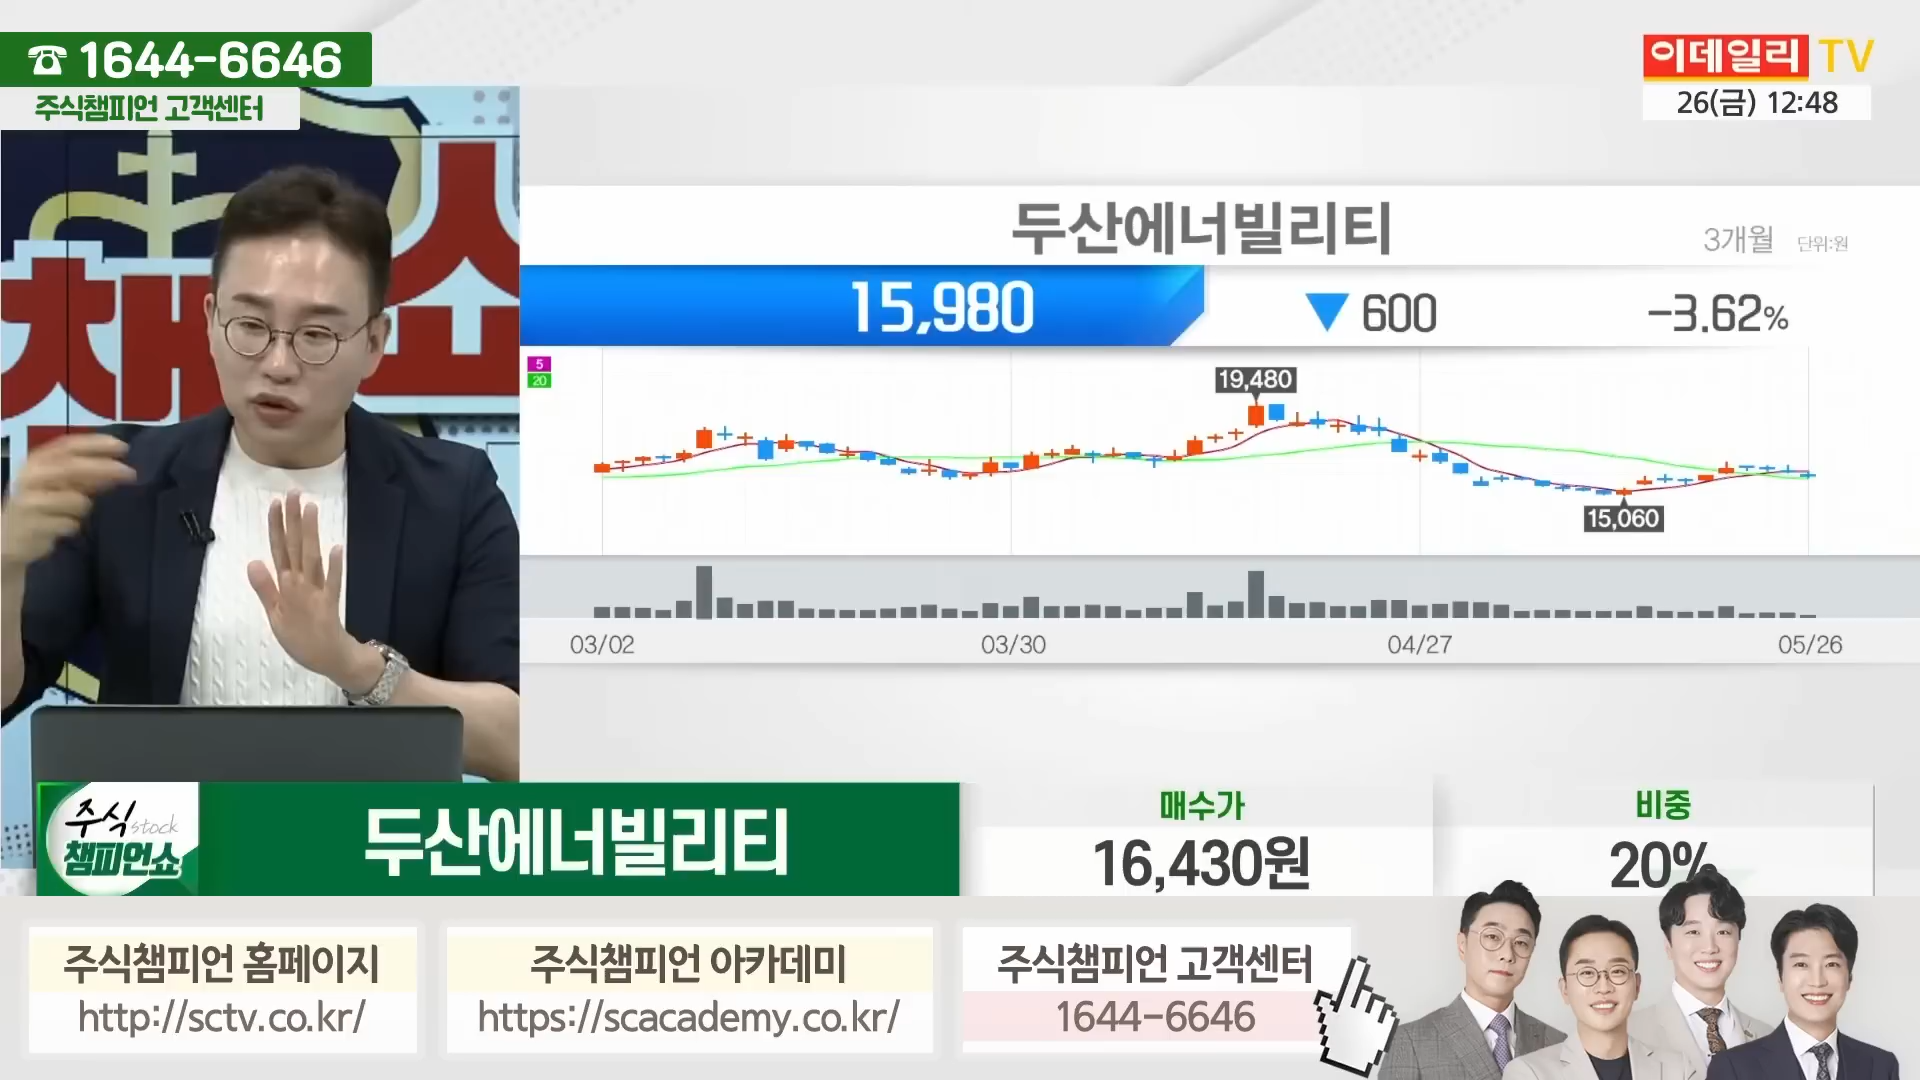 ☎ 1644-6646
주식챔피언 고객센터
이데일리 TV
26(금) 12:48
챔 쇼
두산에너빌리티
3개월 단위:원
15,980 ▼ 600 -3.62%
5
20
19,480
15,060
03/02 03/30 04/27 05/26
주식 stock
챔피언쇼
두산에너빌리티
매수가
16,430원
비중
20%
주식챔피언 홈페이지
http://sctv.co.kr/
주식챔피언 아카데미
https://scacademy.co.kr/
주식챔피언 고객센터
1644-6646